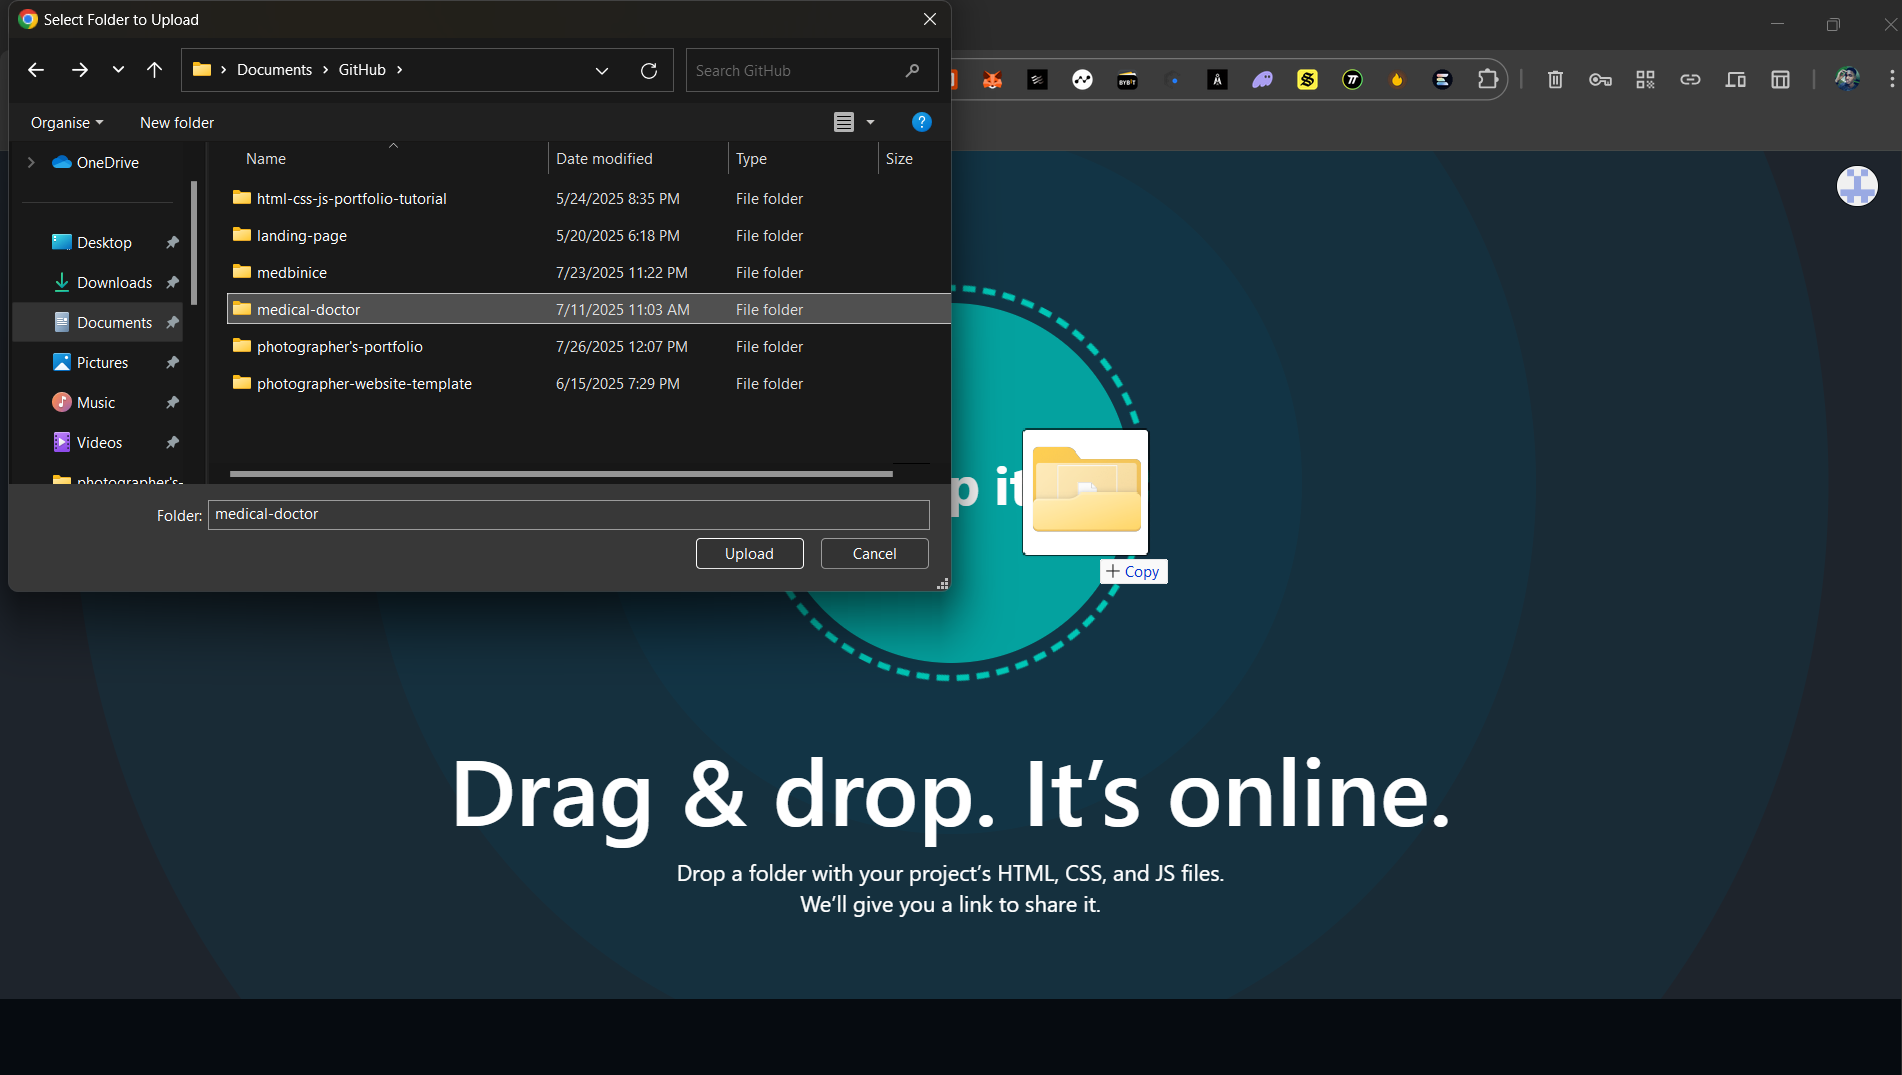 Select Folder to Upload
Documents
GitHub
Search GitHub
Organise
New folder
OneDrive
Desktop
Downloads
Documents
Pictures
Music
Videos
photographer's-
Name Date modified Type Size
html-css-js-portfolio-tutorial 5/24/2025 8:35 PM File folder
landing-page 5/20/2025 6:18 PM File folder
medbinice 7/23/2025 11:22 PM File folder
medical-doctor 7/11/2025 11:03 AM File folder
photographer's-portfolio 7/26/2025 12:07 PM File folder
photographer-website-template 6/15/2025 7:29 PM File folder
Folder: medical-doctor
Upload Cancel
p it
+ Copy
Drag & drop. It’s online.
Drop a folder with your project’s HTML, CSS, and JS files.
We’ll give you a link to share it.